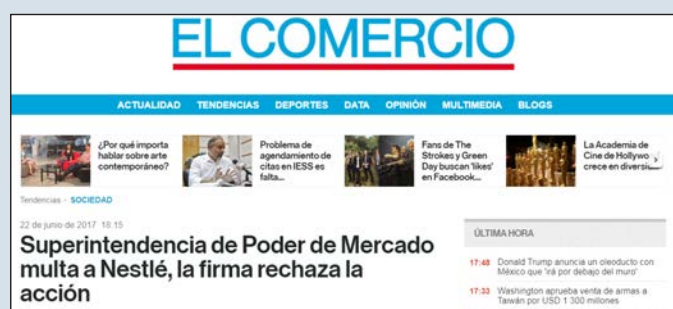 EL COMERCIO
ACTUALIDAD TENDENCIAS DEPORTES DATA OPINIÓN MULTIMEDIA BLOGS
¿Por qué importa
hablar sobre arte
contemporáneo?
Problema de
agendamiento de
citas en IESS es
falta...
Fans de The
Strokes y Green
Day buscan 'likes'
en Facebook...
La Academia de
Cine de Hollywo
crece en diversi...
Tendencias - SOCIEDAD
22 de junio de 2017 18:15
Superintendencia de Poder de Mercado
multa a Nestlé, la firma rechaza la
acción
ÚLTIMA HORA
17:48 Donald Trump anuncia un oleoducto con
México que 'irá por debajo del muro'
17:33 Washington aprueba venta de armas a
Taiwán por USD 1 300 millones